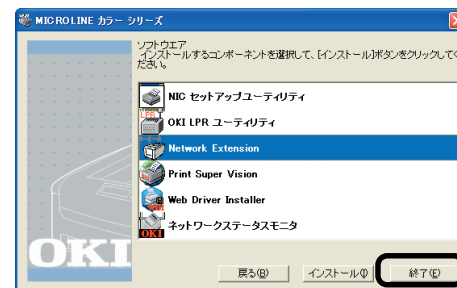 MICROLINE カラー シリーズ
ソフトウエア
インストールするコンポーネントを選択して、[インストール]ボタンをクリックしてく
ださい。
NIC セットアップユーティリティ
LPR
OKI LPR ユーティリティ
Network Extension
Print Super Vision
Web Driver Installer
ネットワークステータスモニタ
OKI
OKI
戻る(B)
インストール(I)
終了(E)